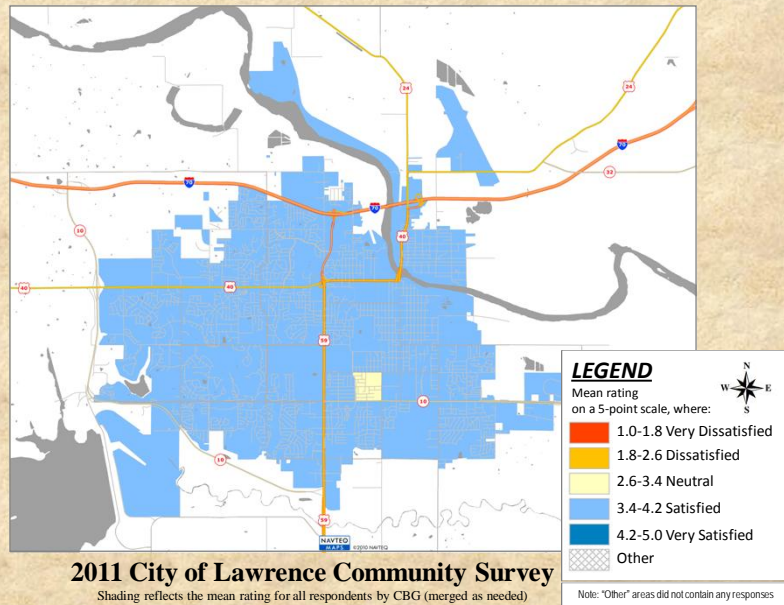 24
24
70
32
70
70
10
40
40
40
59
10
10
59
NAVTEQ
MAPS
©2010 NAVTEQ
LEGEND
Mean rating
on a 5-point scale, where:
N
W E
S
1.0-1.8 Very Dissatisfied
1.8-2.6 Dissatisfied
2.6-3.4 Neutral
3.4-4.2 Satisfied
4.2-5.0 Very Satisfied
Other
2011 City of Lawrence Community Survey
Shading reflects the mean rating for all respondents by CBG (merged as needed)
Note: "Other" areas did not contain any responses